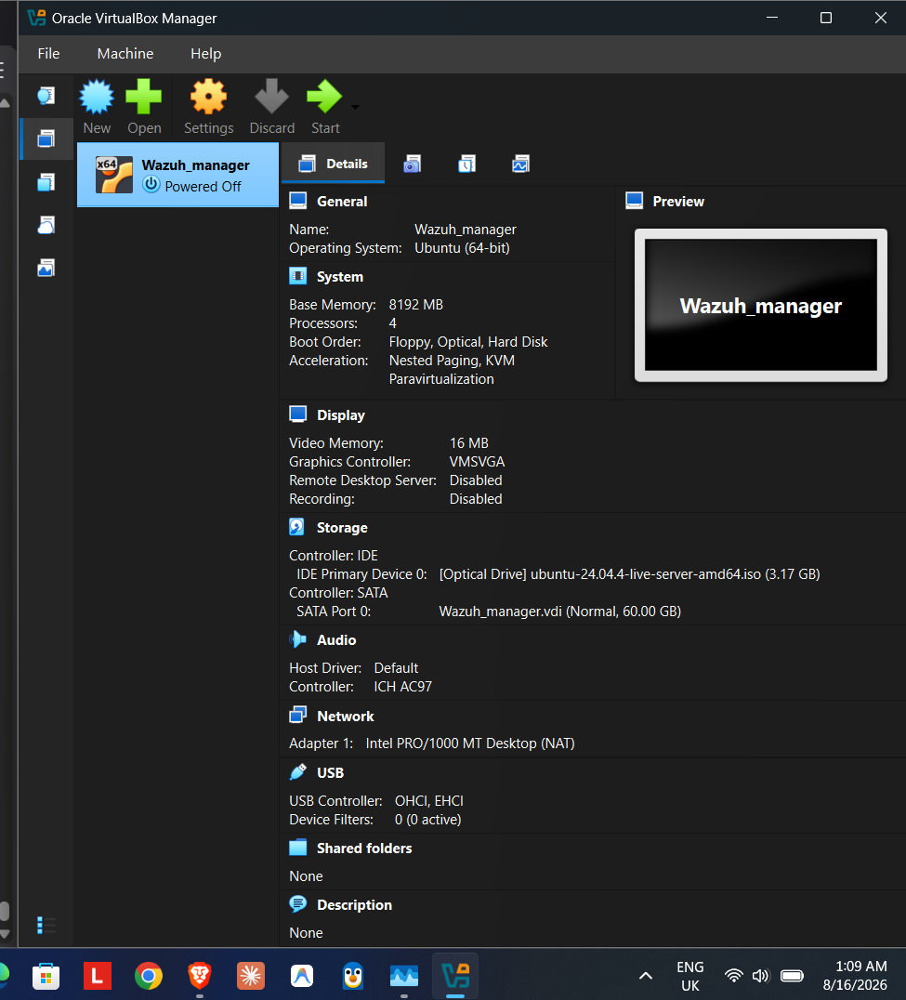 Oracle VirtualBox Manager
File Machine Help
New Open Settings Discard Start
x64
Wazuh_manager
Powered Off
Details
General
Name: Wazuh_manager
Operating System: Ubuntu (64-bit)
Preview
Wazuh_manager
System
Base Memory: 8192 MB
Processors: 4
Boot Order: Floppy, Optical, Hard Disk
Acceleration: Nested Paging, KVM
Paravirtualization
Display
Video Memory: 16 MB
Graphics Controller: VMSVGA
Remote Desktop Server: Disabled
Recording: Disabled
Storage
Controller: IDE
IDE Primary Device 0: [Optical Drive] ubuntu-24.04.4-live-server-amd64.iso (3.17 GB)
Controller: SATA
SATA Port 0: Wazuh_manager.vdi (Normal, 60.00 GB)
Audio
Host Driver: Default
Controller: ICH AC97
Network
Adapter 1: Intel PRO/1000 MT Desktop (NAT)
USB
USB Controller: OHCI, EHCI
Device Filters: 0 (0 active)
Shared folders
None
Description
None
L
ENG
UK
1:09 AM
8/16/2026